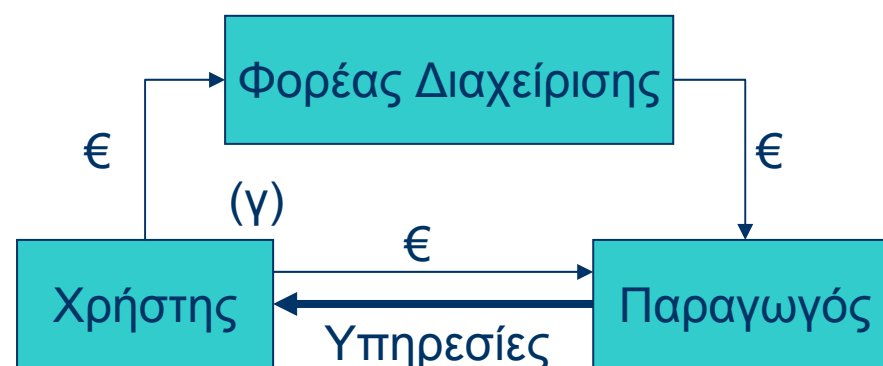 Φορέας Διαχείρισης
€
€
(γ)
€
Χρήστης
Παραγωγός
Υπηρεσίες